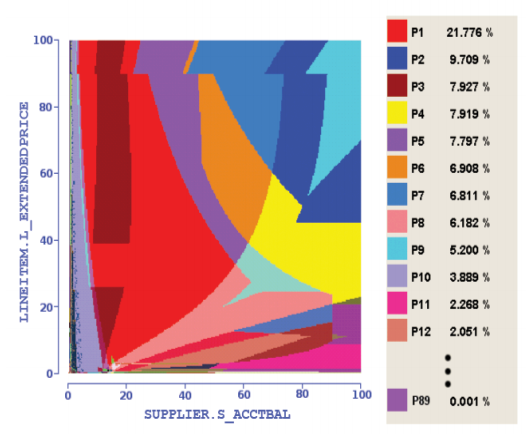 100
80
60
40
20
0
LINEITEM.L_EXTENDEDPRICE
0 20 40 60 80 100
SUPPLIER.S_ACCTBAL
P1 21.776 %
P2 9.709 %
P3 7.927 %
P4 7.919 %
P5 7.797 %
P6 6.908 %
P7 6.811 %
P8 6.182 %
P9 5.200 %
P10 3.889 %
P11 2.268 %
P12 2.051 %
P89 0.001 %